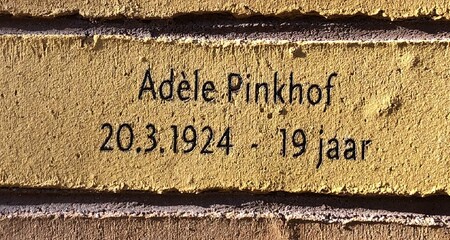 Adèle Pinkhof
20.3.1924 - 19 jaar